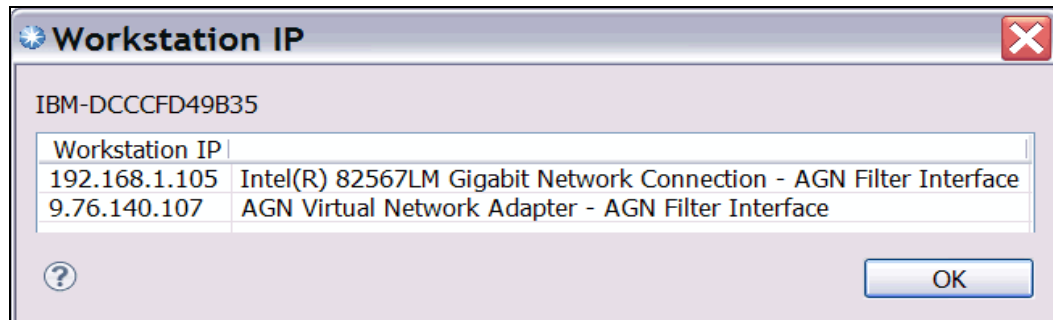 Workstation IP
IBM-DCCCFD49B35
Workstation IP
192.168.1.105 Intel(R) 82567LM Gigabit Network Connection - AGN Filter Interface
9.76.140.107 AGN Virtual Network Adapter - AGN Filter Interface
?
OK